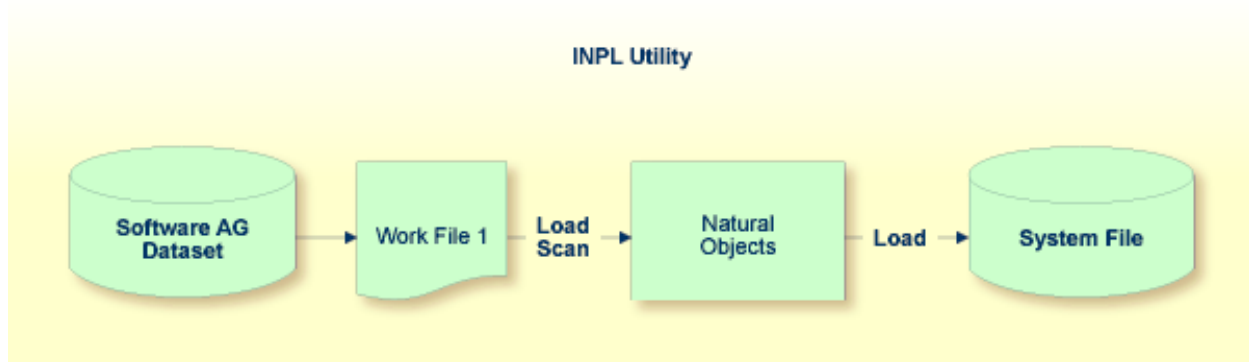 INPL Utility
Software AG
Dataset
Work File 1
Load
Scan
Natural
Objects
Load
System File